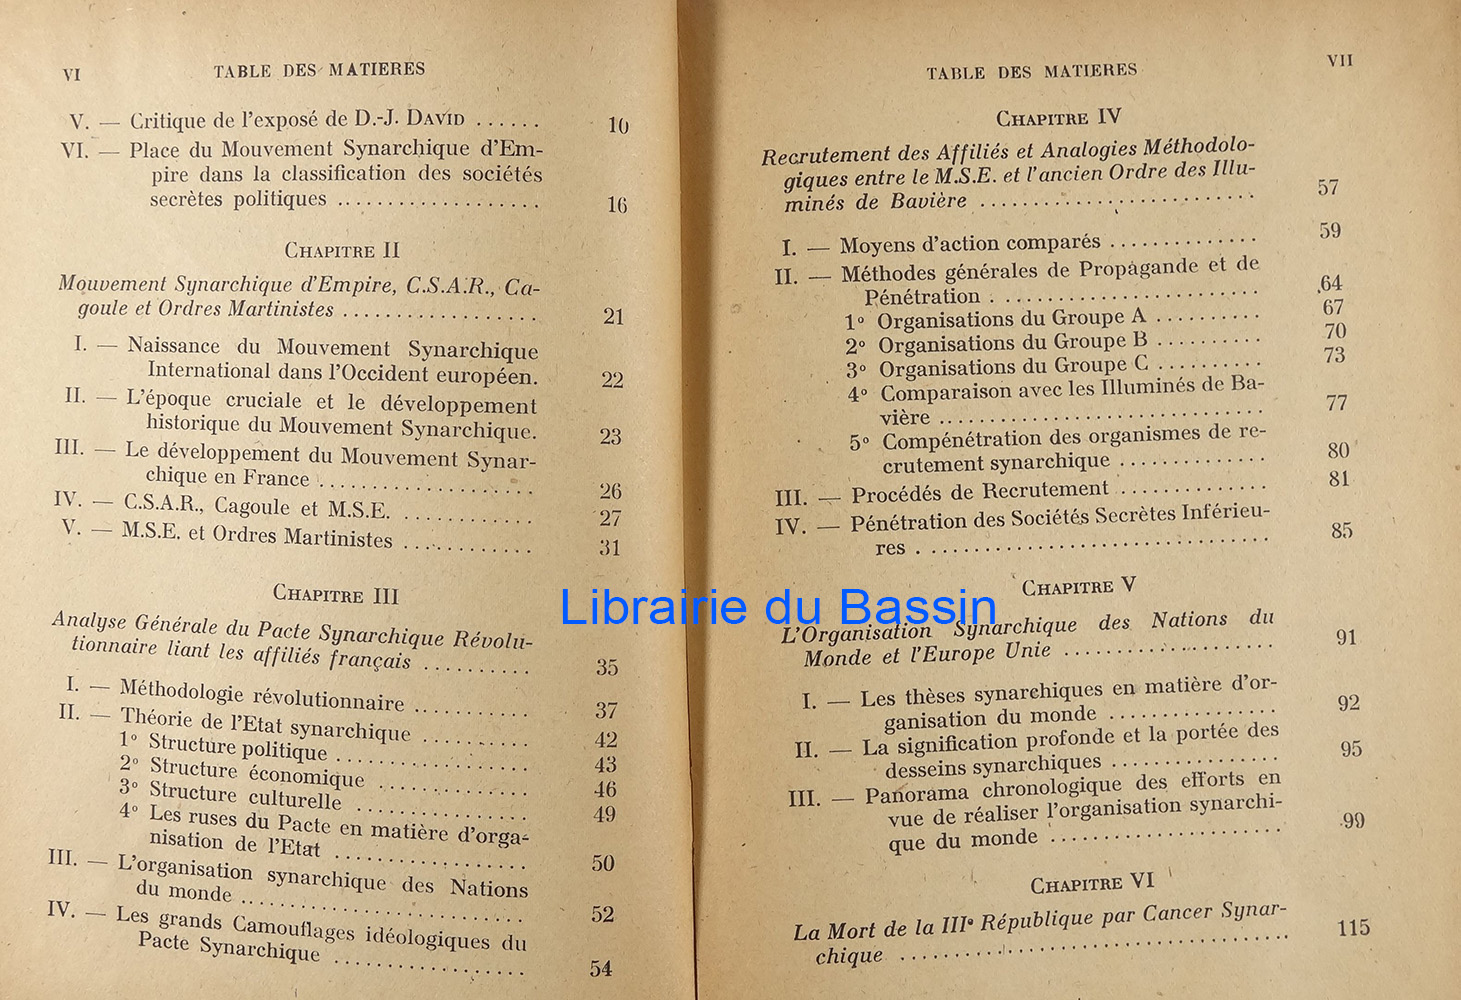 VI TABLE DES MATIERES
V. — Critique de l'exposé de D.-J. DAVID ...... 10
VI. — Place du Mouvement Synarchique d'Em-
pire dans la classification des sociétés
secrètes politiques ................... 16
CHAPITRE II
Mouvement Synarchique d'Empire, C.S.A.R., Ca-
goule et Ordres Martinistes .................. 21
I. — Naissance du Mouvement Synarchique
International dans l'Occident européen. 22
II. — L'époque cruciale et le développement
historique du Mouvement Synarchique. 23
III. — Le développement du Mouvement Synar-
chique en France .................... 26
IV. — C.S.A.R., Cagoule et M.S.E. ............ 27
V. — M.S.E. et Ordres Martinistes ............ 31
CHAPITRE III
Analyse Générale du Pacte Synarchique Révolu-
tionnaire liant les affiliés français .......... 35
I. — Méthodologie révolutionnaire ........... 37
II. — Théorie de l'Etat synarchique .......... 42
1° Structure politique .................. 43
2° Structure économique .............. 46
3° Structure culturelle ................ 49
4° Les ruses du Pacte en matière d'orga-
nisation de l'Etat .................. 50
III. — L'organisation synarchique des Nations
du monde .......................... 52
IV. — Les grands Camouflages idéologiques du
Pacte Synarchique .................. 54
TABLE DES MATIERES VII
CHAPITRE IV
Recrutement des Affiliés et Analogies Méthodolo-
giques entre le M.S.E. et l'ancien Ordre des Illu-
minés de Bavière .......................... 57
I. — Moyens d'action comparés .............. 59
II. — Méthodes générales de Propagande et de
Pénétration ......................... 64
1° Organisations du Groupe A .......... 67
2° Organisations du Groupe B .......... 70
3° Organisations du Groupe C .......... 73
4° Comparaison avec les Illuminés de Ba-
vière ............................... 77
5° Compénétration des organismes de re-
crutement synarchique .............. 80
III. — Procédés de Recrutement .............. 81
IV. — Pénétration des Sociétés Secrètes Inférieu-
res ................................ 85
CHAPITRE V
L'Organisation Synarchique des Nations du
Monde et l'Europe Unie .................... 91
I. — Les thèses synarchiques en matière d'or-
ganisation du monde ................ 92
II. — La signification profonde et la portée des
desseins synarchiques ................ 95
III. — Panorama chronologique des efforts en
vue de réaliser l'organisation synarchi-
que du monde ...................... 99
CHAPITRE VI
La Mort de la IIIe République par Cancer Synar-
chique .................................. 115
Librairie du Bassin